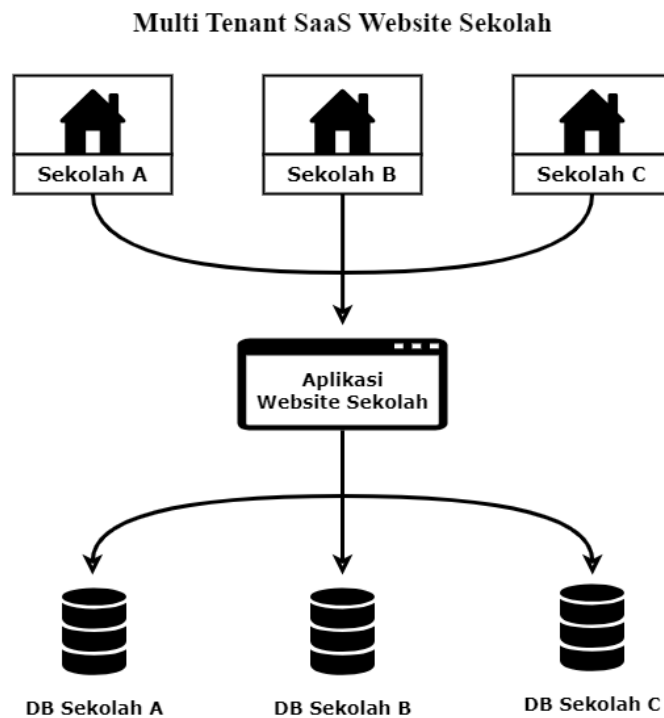 Multi Tenant SaaS Website Sekolah
Sekolah A
Sekolah B
Sekolah C
Aplikasi
Website Sekolah
DB Sekolah A
DB Sekolah B
DB Sekolah C